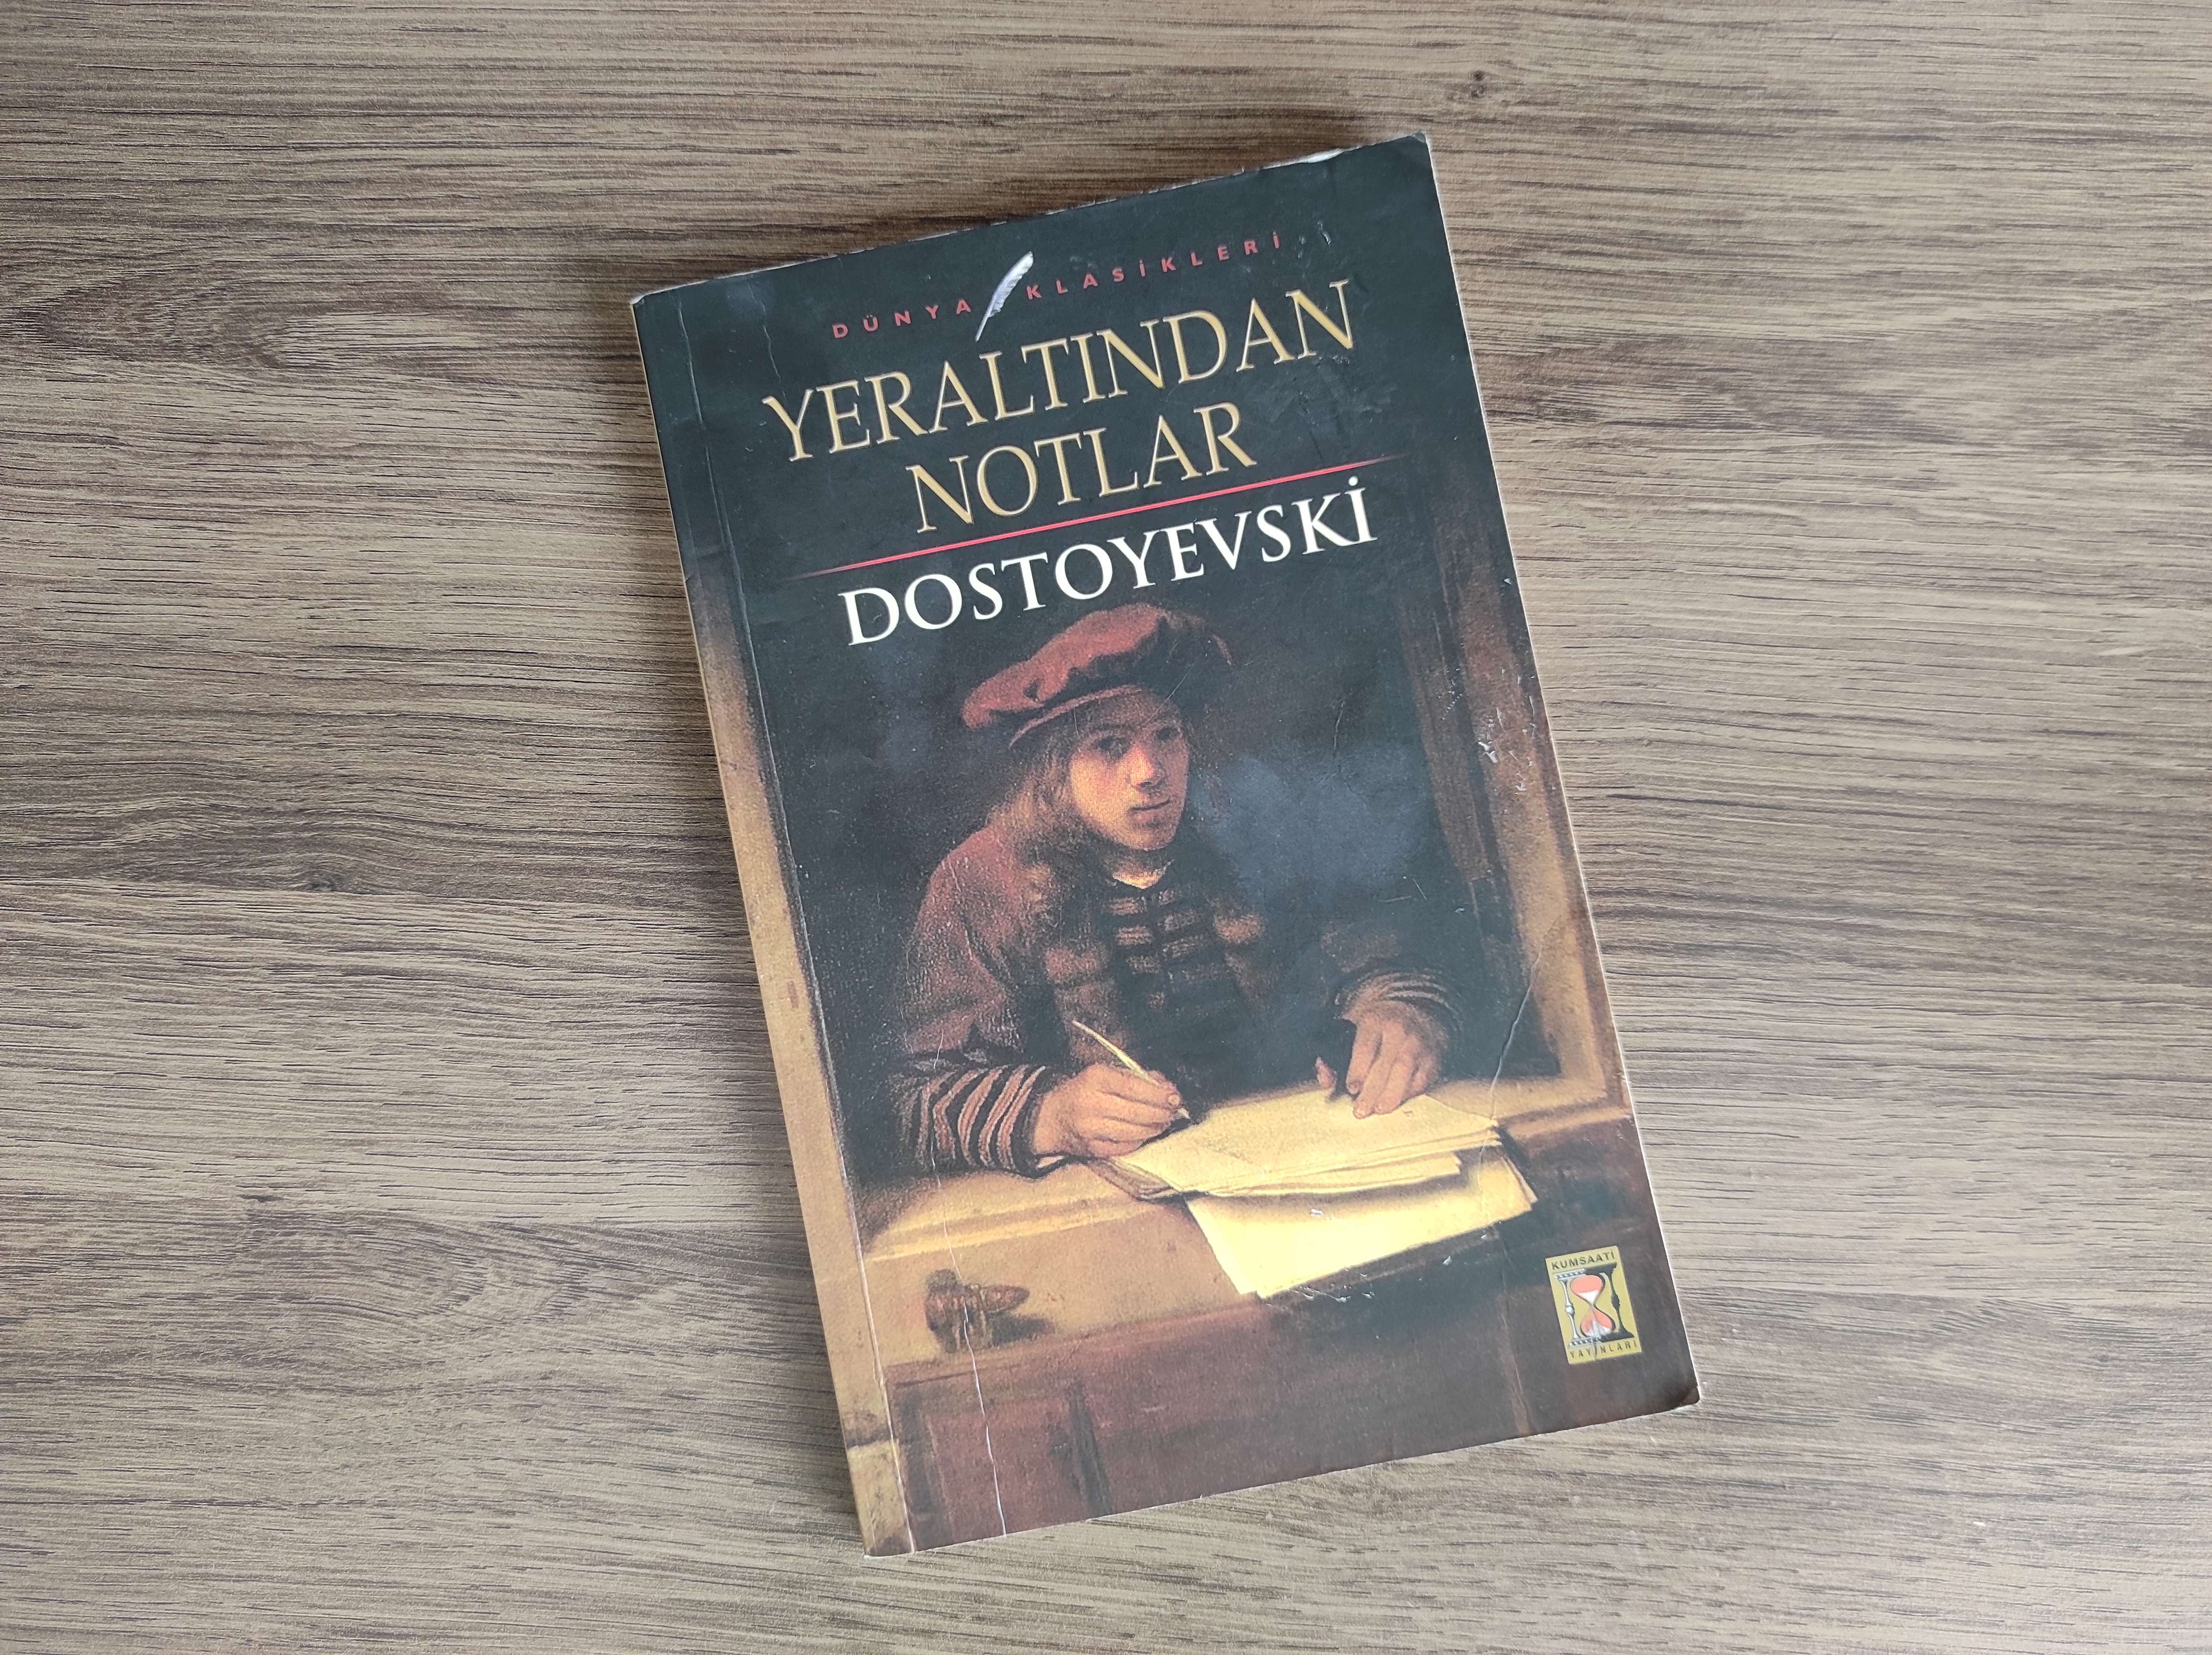 DÜNYA KLASİKLERİ
YERALTINDAN
NOTLAR
DOSTOYEVSKİ
KUMSAATİ
YAYINLARI